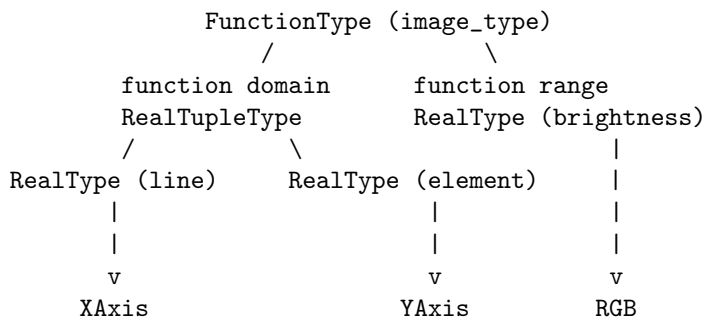 FunctionType (image_type)
/ \
function domain function range
RealTupleType RealType (brightness)
/ \ |
RealType (line) RealType (element) |
| | |
| | |
v v v
XAxis YAxis RGB